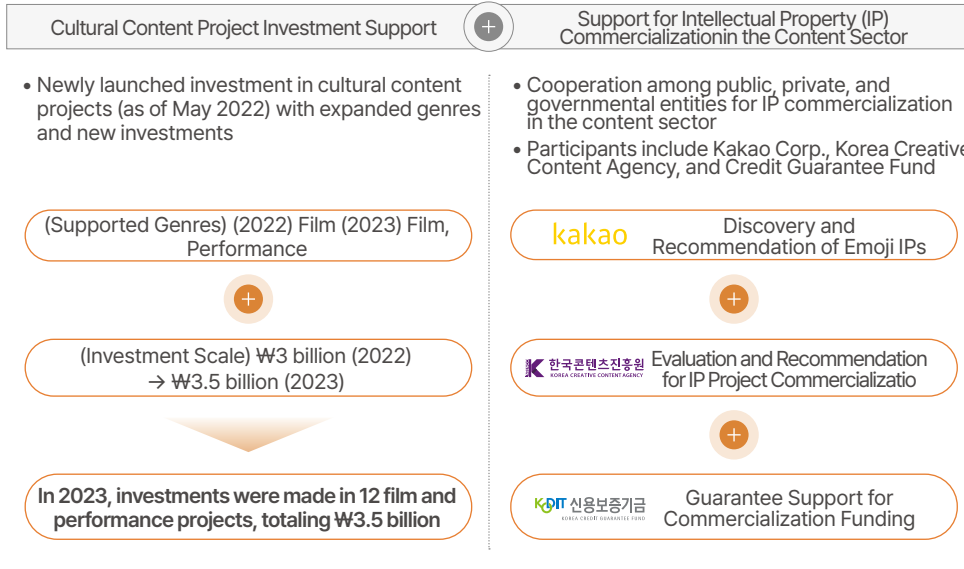 Cultural Content Project Investment Support
Support for Intellectual Property (IP)
Commercializationin the Content Sector
• Newly launched investment in cultural content
projects (as of May 2022) with expanded genres
and new investments
(Supported Genres) (2022) Film (2023) Film,
Performance
(Investment Scale) ₩3 billion (2022)
→ ₩3.5 billion (2023)
In 2023, investments were made in 12 film and
performance projects, totaling ₩3.5 billion
• Cooperation among public, private, and
governmental entities for IP commercialization
in the content sector
• Participants include Kakao Corp., Korea Creative
Content Agency, and Credit Guarantee Fund
kakao
Discovery and
Recommendation of Emoji IPs
한국콘텐츠진흥원
KOREA CREATIVE CONTENT AGENCY
Evaluation and Recommendation
for IP Project Commercializatio
KODIT 신용보증기금
KOREA CREDIT GUARANTEE FUND
Guarantee Support for
Commercialization Funding